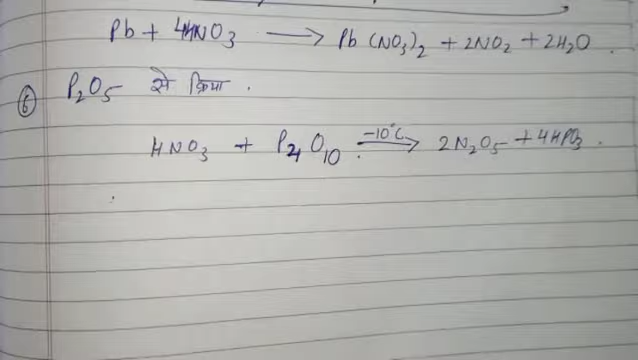 Pb + 4HNO3 → Pb(NO3)2 + 2NO2 + 2H2O .
(6) P2O5 से क्रिया .
HNO3 + P4O10 -10°C → 2N2O5 + 4HPO3 .